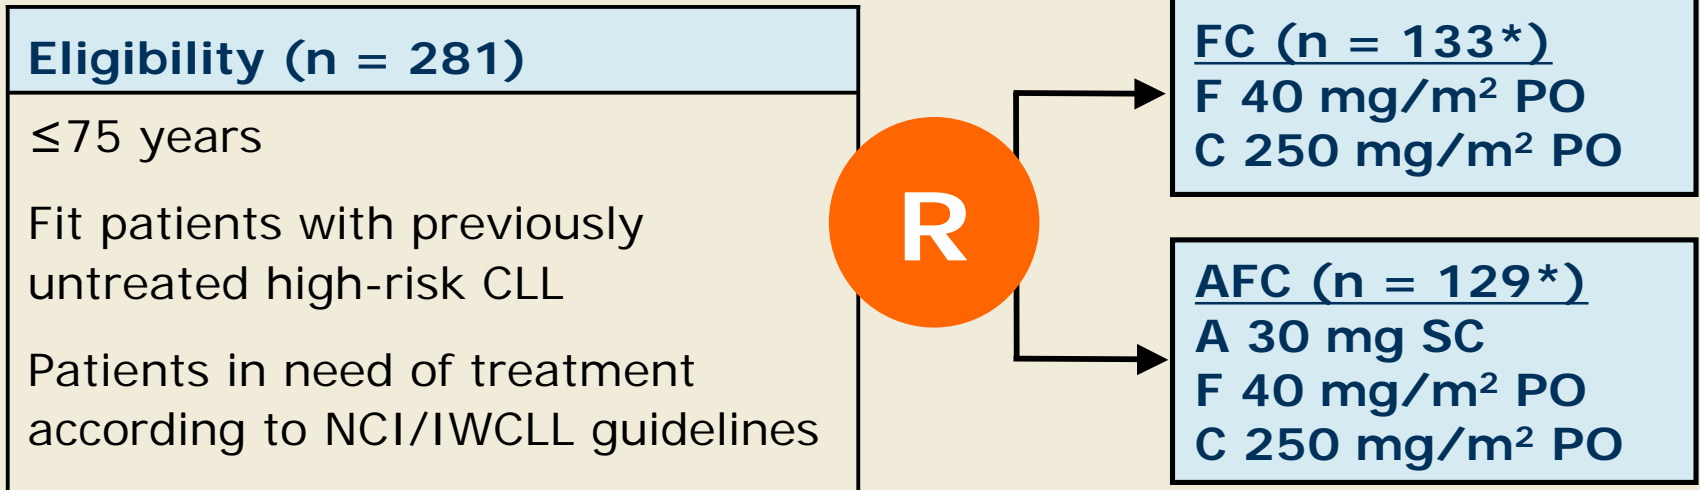 Eligibility (n = 281)
≤75 years
Fit patients with previously
untreated high-risk CLL
Patients in need of treatment
according to NCI/IWCLL guidelines
R
FC (n = 133*)
F 40 mg/m² PO
C 250 mg/m² PO
AFC (n = 129*)
A 30 mg SC
F 40 mg/m² PO
C 250 mg/m² PO